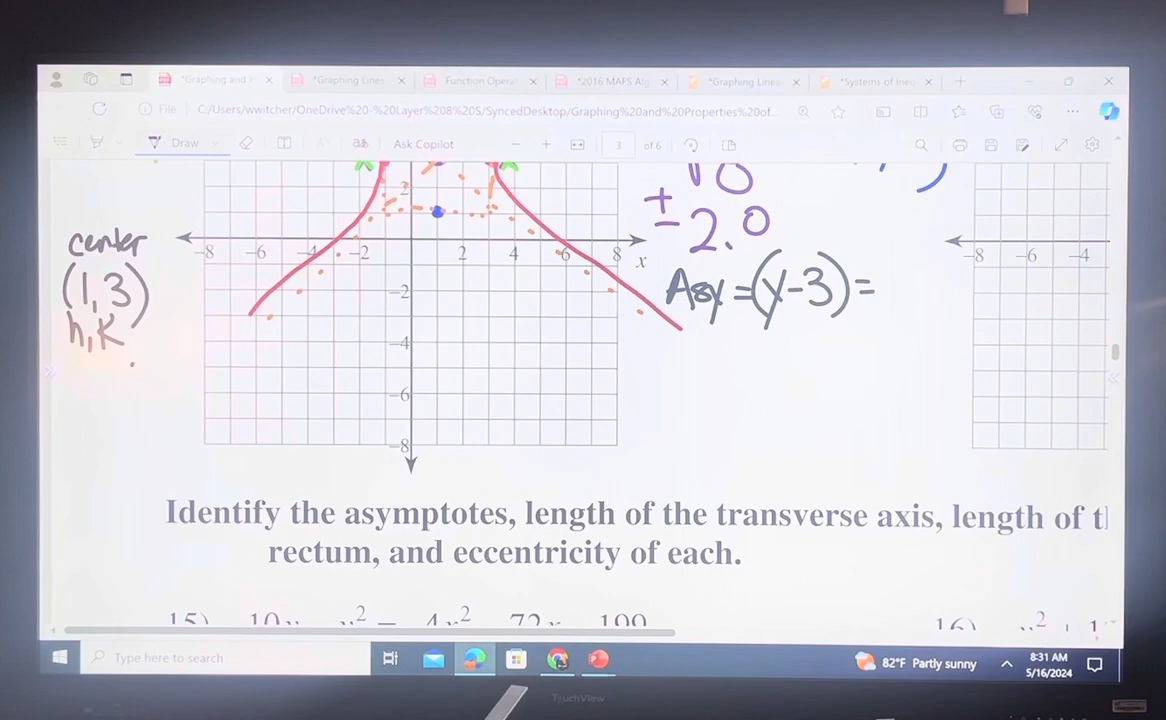 *Graphing and
*Graphing Lines
Function Operat
*2016 MAFS Alg
*Graphing Lines
*Systems of Ineq
File
C:/Users/wwitcher/OneDrive%20-%20Layer%208%20S/SyncedDesktop/Graphing%20and%20Properties%20of...
Draw
Ask Copilot
3 of 6
2
-8 -6 -4 -2 2 4 6 8 x
-2
-4
-6
-8
center
(1,3)
h,K
± 2.0
Asy=(y-3)=
-8 -6 -4
Identify the asymptotes, length of the transverse axis, length of t
rectum, and eccentricity of each.
15)
16)
Type here to search
82°F Partly sunny
8:31 AM
5/16/2024
TouchView